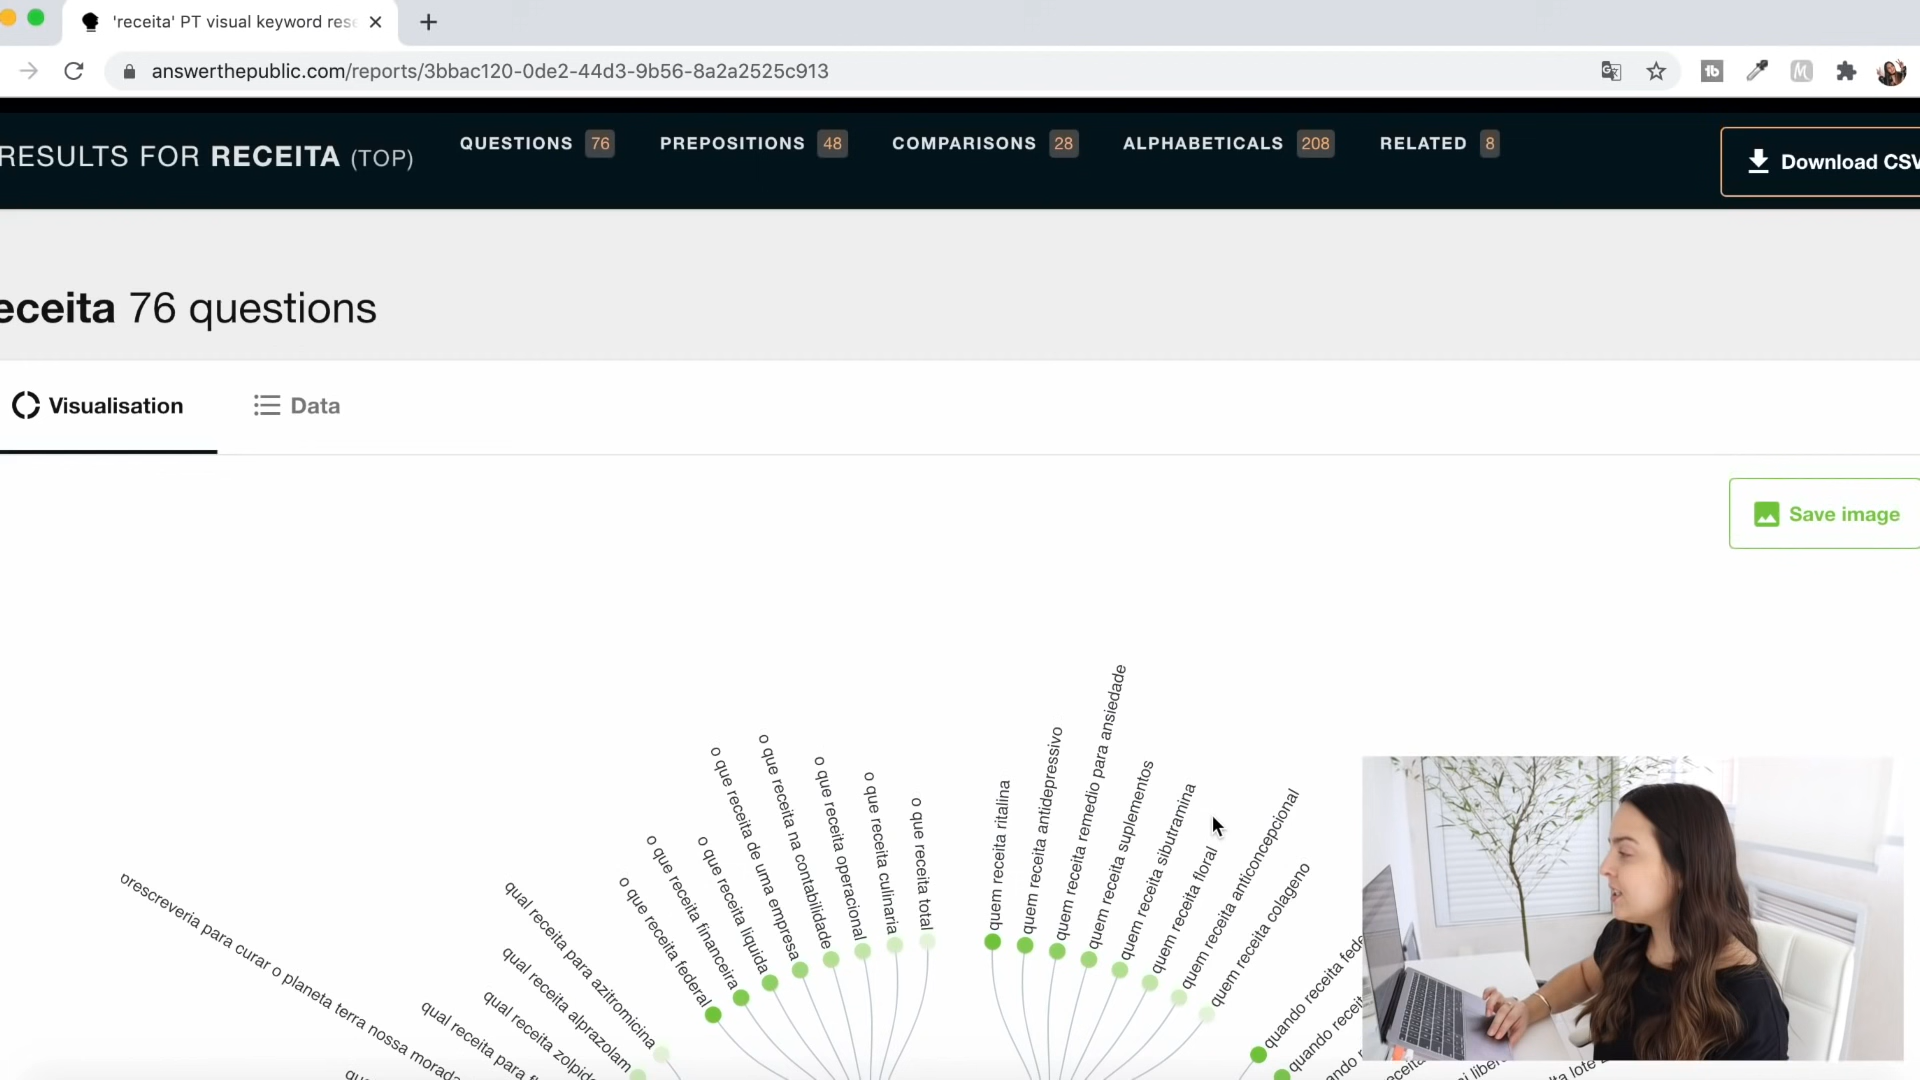 'receita' PT visual keyword rese
answerthepublic.com/reports/3bbac120-0de2-44d3-9b56-8a2a2525c913
RESULTS FOR RECEITA (TOP)
QUESTIONS 76
PREPOSITIONS 48
COMPARISONS 28
ALPHABETICALS 208
RELATED 8
Download CSV
eceita 76 questions
Visualisation
Data
Save image
prescreveria para curar o planeta terra nossa morada
qual receita para
qual receita zolpide
qual receita alprazolam
qual receita para azitromicina
o que receita federal
o que receita financeira
o que receita liquida
o que receita de uma empresa
o que receita na contabilidade
o que receita operacional
o que receita culinaria
o que receita total
quem receita ritalina
quem receita antidepressivo
quem receita remedio para ansiedade
quem receita suplementos
quem receita sibutramina
quem receita floral
quem receita anticoncepcional
quem receita colageno
quando receita fede
quando receit